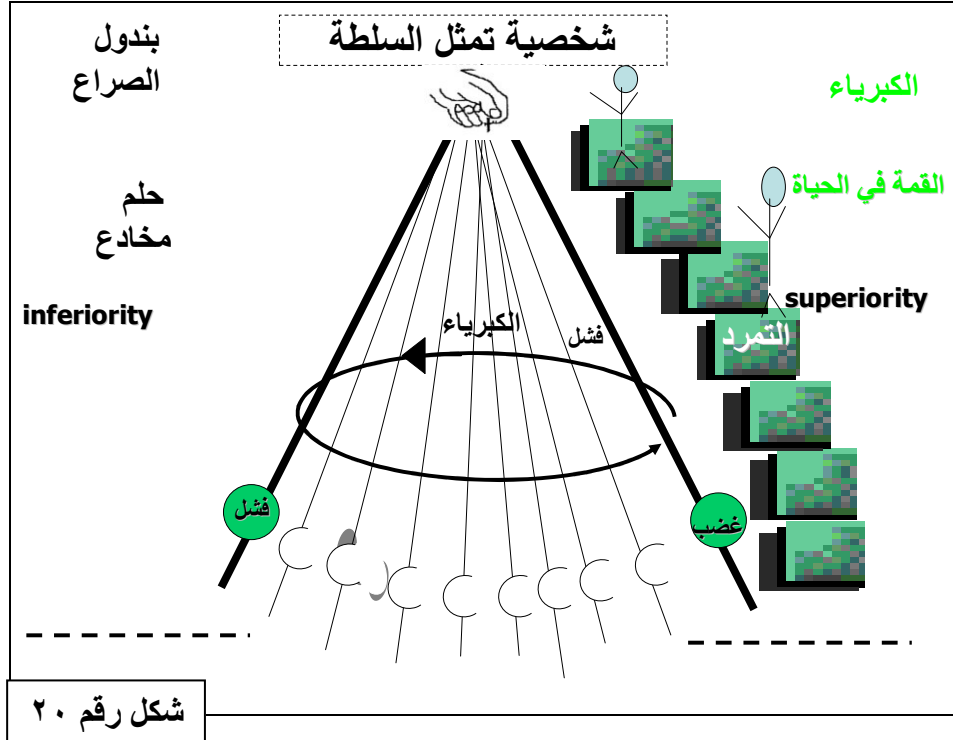 شخصية تمثل السلطة
بندول
الصراع
الكبرياء
القمة في الحياة
حلم
مخادع
inferiority
superiority
الكبرياء
فشل
التمرد
فشل
غضب
شكل رقم ٢٠